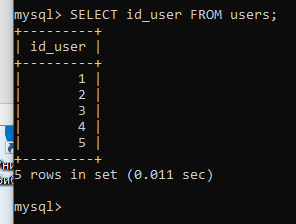 mysql> SELECT id_user FROM users;
+---------+
| id_user |
+---------+
|       1 |
|       2 |
|       3 |
|       4 |
|       5 |
+---------+
5 rows in set (0.011 sec)
mysql>